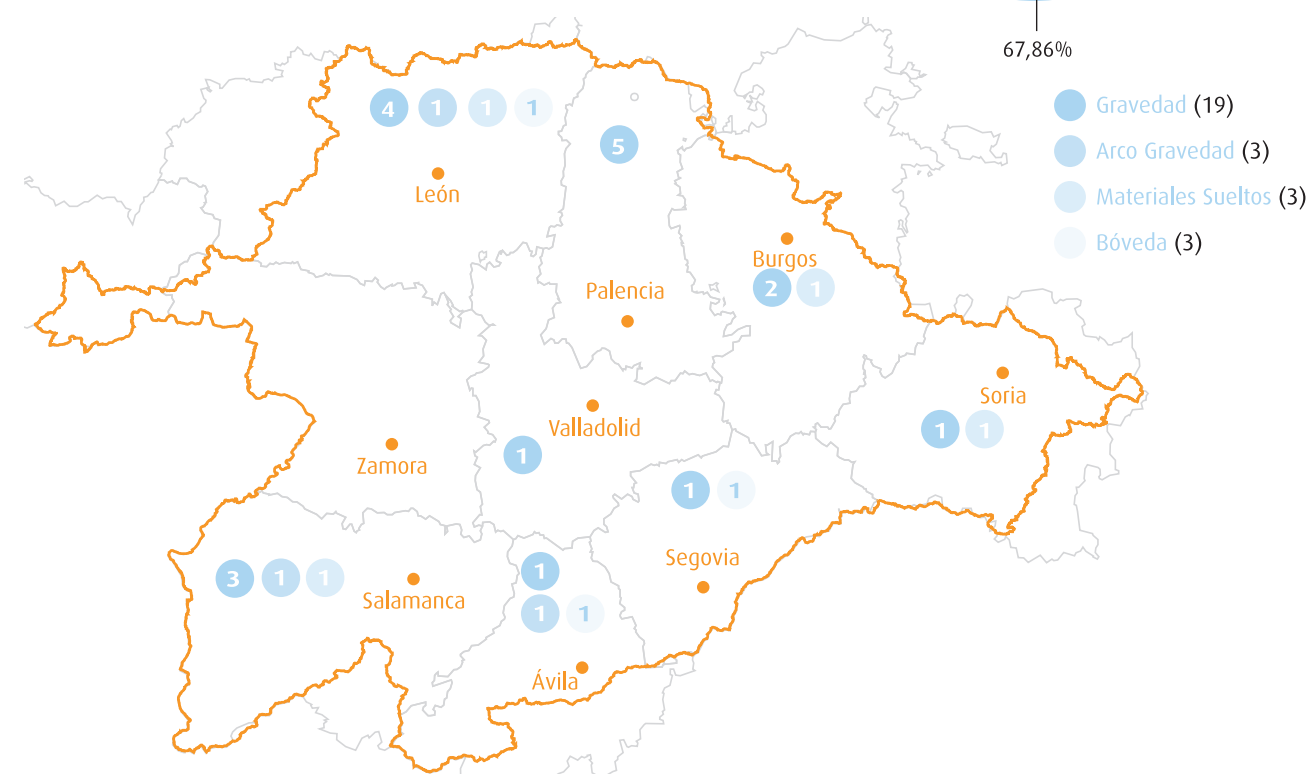 67,86%
Gravedad (19)
Arco Gravedad (3)
Materiales Sueltos (3)
Bóveda (3)
4 1 1 1
León
5
Burgos
2 1
Palencia
Soria
1 1
Valladolid
1
Zamora
1 1
Segovia
3 1 1
Salamanca
1
1 1
Ávila